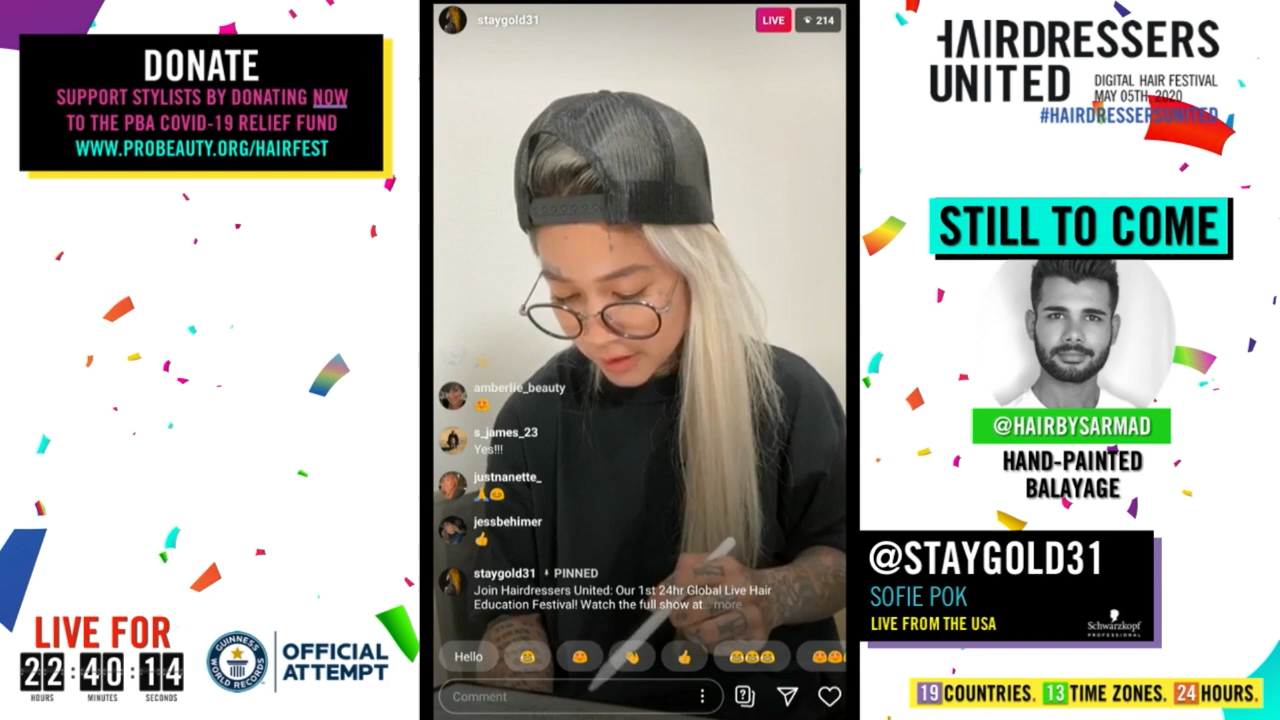 DONATE
SUPPORT STYLISTS BY DONATING NOW
TO THE PBA COVID-19 RELIEF FUND
WWW.PROBEAUTY.ORG/HAIRFEST
LIVE FOR
22:40:14
HOURS MINUTES SECONDS
GUINNESS WORLD RECORDS
OFFICIAL
ATTEMPT
staygold31
LIVE 214
amberlie_beauty
s_james_23
Yes!!!
justnanette_
jessbehimer
staygold31 PINNED
Join Hairdressers United: Our 1st 24hr Global Live Hair
Education Festival! Watch the full show at... more
Hello
Comment
HAIRDRESSERS
UNITED
DIGITAL HAIR FESTIVAL
MAY 05TH, 2020
#HAIRDRESSERSUNITED
STILL TO COME
@HAIRBYSARMAD
HAND-PAINTED
BALAYAGE
@STAYGOLD31
SOFIE POK
LIVE FROM THE USA
Schwarzkopf
PROFESSIONAL
19 COUNTRIES. 13 TIME ZONES. 24 HOURS.